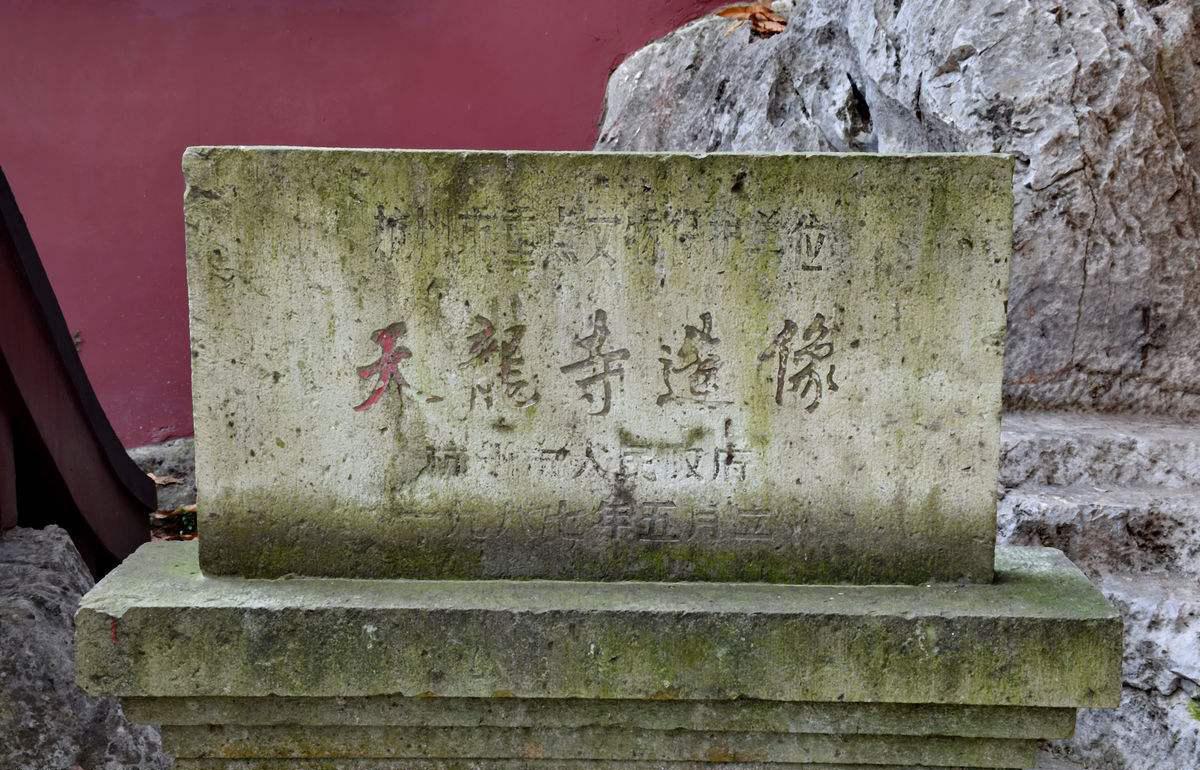 杭州市重点文物保护单位
天龍寺造像
杭州市人民政府
一九八七年五月立